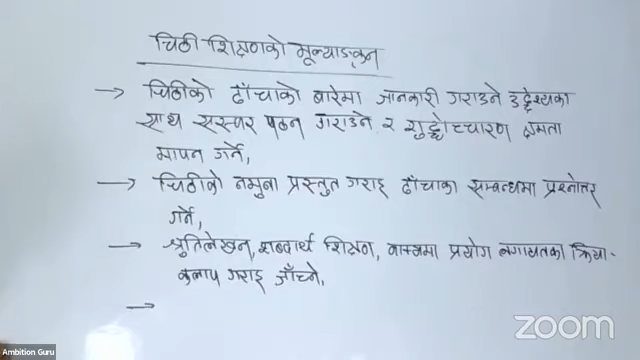 चिठी शिक्षणको मूल्याङ्कन
→ चिठीको ढाँचाको बारेमा जानकारी गराउने उद्देश्यका
साथ सस्वर पठन गराउने र शुद्धोच्चारण क्षमता
मापन गर्ने,
→ चिठीको नमुना प्रस्तुत गराइ ढाँचाका सम्बन्धमा प्रश्नोत्तर
गर्ने,
→ श्रुतिलेखन, शब्दार्थ शिक्षण, वाक्यमा प्रयोग लगायतका क्रिया-
कलाप गराइ जाँच्ने,
→
zoom
Ambition Guru